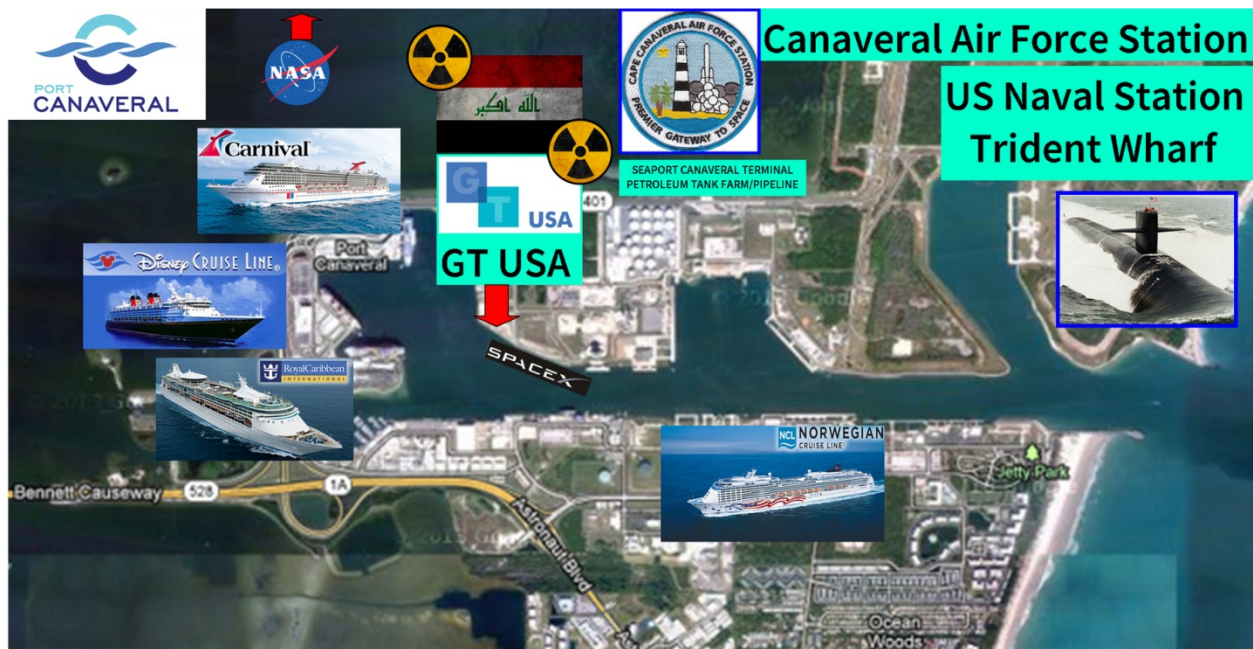 PORT
CANAVERAL
NASA
الله اكبر
CAPE CANAVERAL AIR FORCE STATION
PREMIER GATEWAY TO SPACE
Canaveral Air Force Station
US Naval Station
Trident Wharf
Carnival
SEAPORT CANAVERAL TERMINAL
PETROLEUM TANK FARM/PIPELINE
G
T USA
GT USA
401
Port
Canaveral
DISNEY CRUISE LINE®
SPACEX
RoyalCaribbean
INTERNATIONAL
NCL NORWEGIAN
CRUISE LINE
Jetty Park
Bennett Causeway
528
1A
Astronaut Blvd
Ocean
Woods